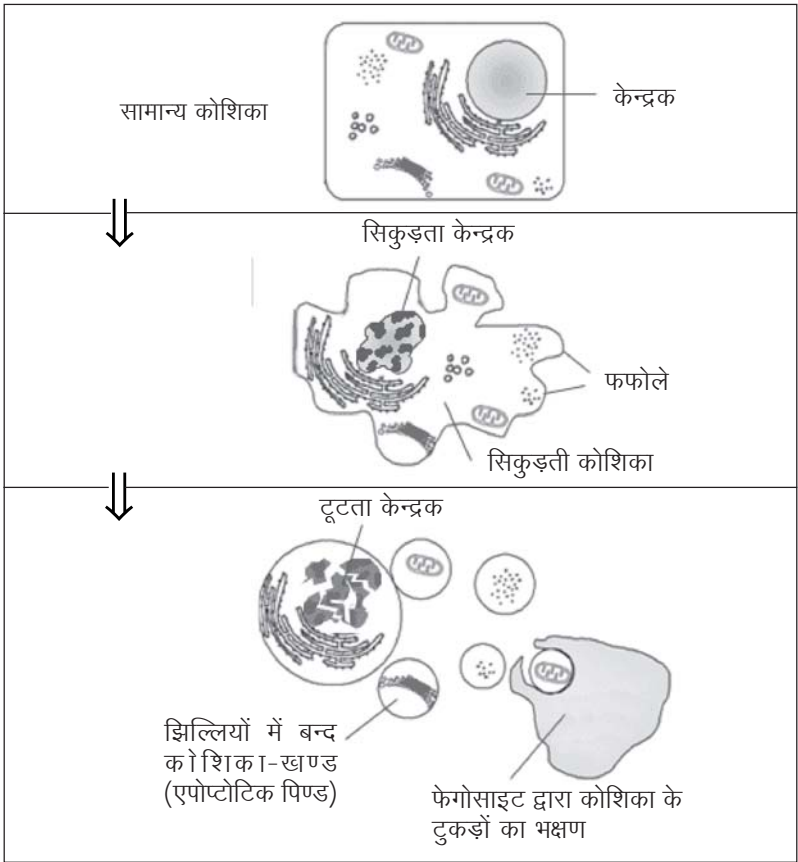 सामान्य कोशिका
केन्द्रक
सिकुड़ता केन्द्रक
फफोले
सिकुड़ती कोशिका
टूटता केन्द्रक
झिल्लियों में बन्द
कोशिका-खण्ड
(एपोप्टोटिक पिण्ड)
फेगोसाइट द्वारा कोशिका के
टुकड़ों का भक्षण